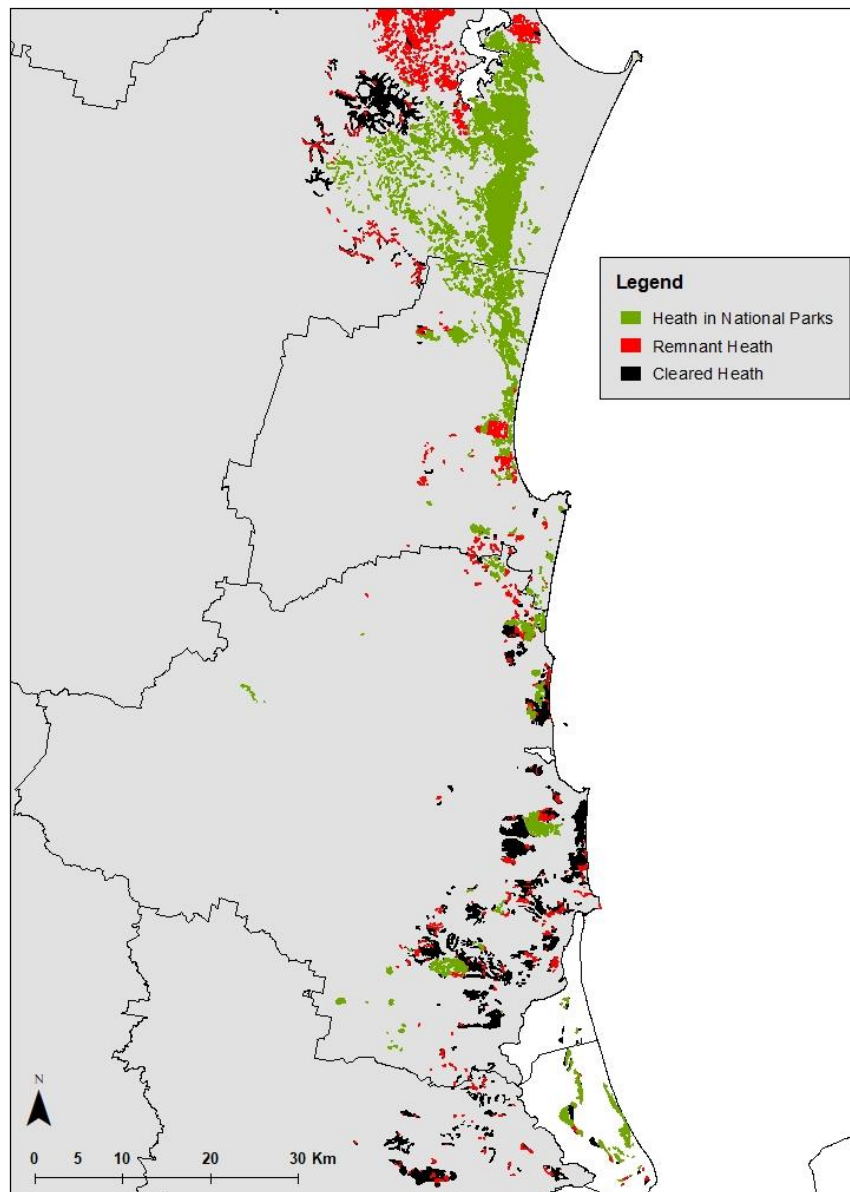 Legend
Heath in National Parks
Remnant Heath
Cleared Heath
N
0 5 10 20 30 Km